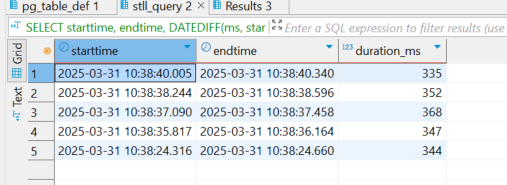 pg_table_def 1 stll_query 2 Results 3
SELECT starttime, endtime, DATEDIFF(ms, star Enter a SQL expression to filter results (use
Grid
Text
starttime endtime 123 duration_ms
1 2025-03-31 10:38:40.005 2025-03-31 10:38:40.340 335
2 2025-03-31 10:38:38.244 2025-03-31 10:38:38.596 352
3 2025-03-31 10:38:37.090 2025-03-31 10:38:37.458 368
4 2025-03-31 10:38:35.817 2025-03-31 10:38:36.164 347
5 2025-03-31 10:38:24.316 2025-03-31 10:38:24.660 344